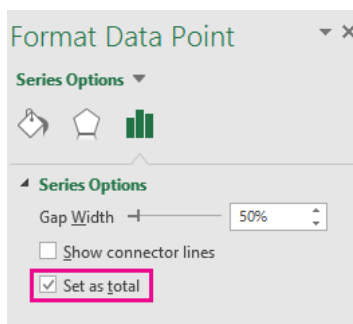 Format Data Point
Series Options
Series Options
Gap Width
50%
Show connector lines
Set as total